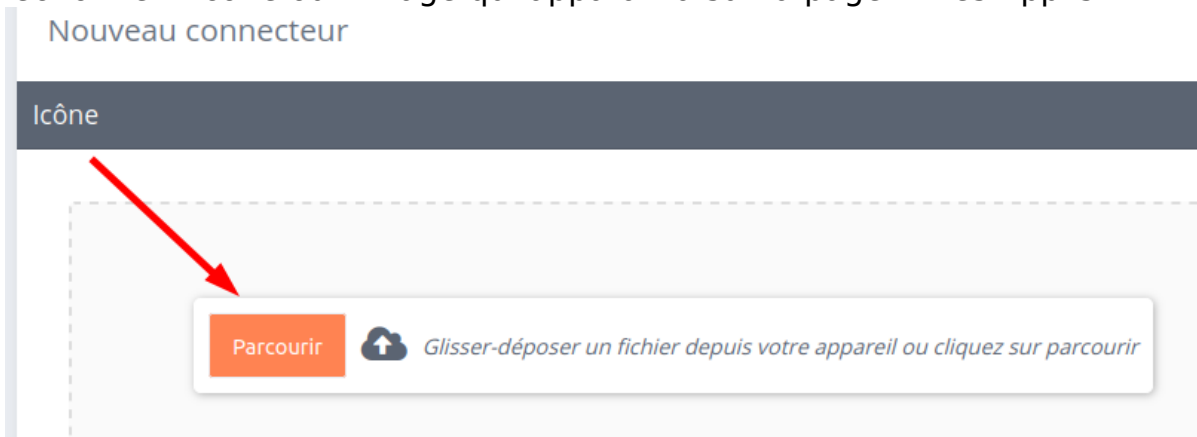 Nouveau connecteur
Icône
Parcourir Glisser-déposer un fichier depuis votre appareil ou cliquez sur parcourir